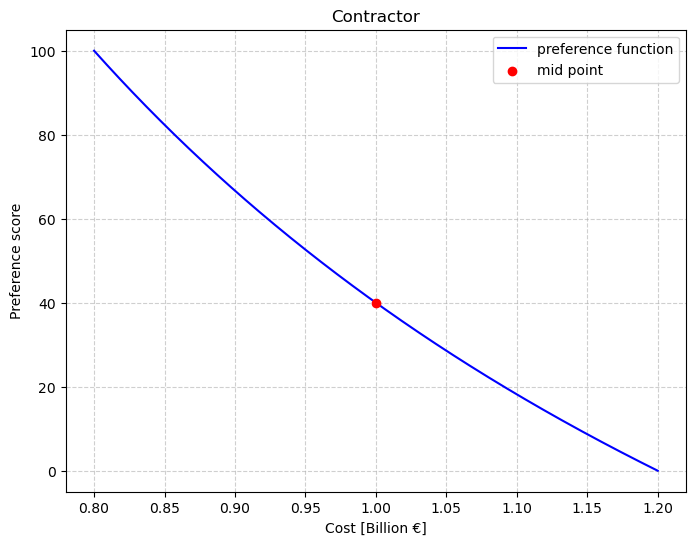 Contractor
preference function
mid point
Preference score
100
80
60
40
20
0
0.80 0.85 0.90 0.95 1.00 1.05 1.10 1.15 1.20
Cost [Billion €]